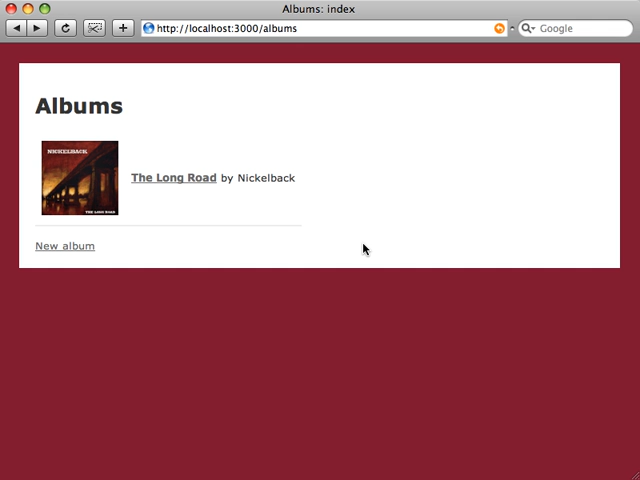 Albums: index
http://localhost:3000/albums
Google
Albums
NICKELBACK
THE LONG ROAD
The Long Road by Nickelback
New album